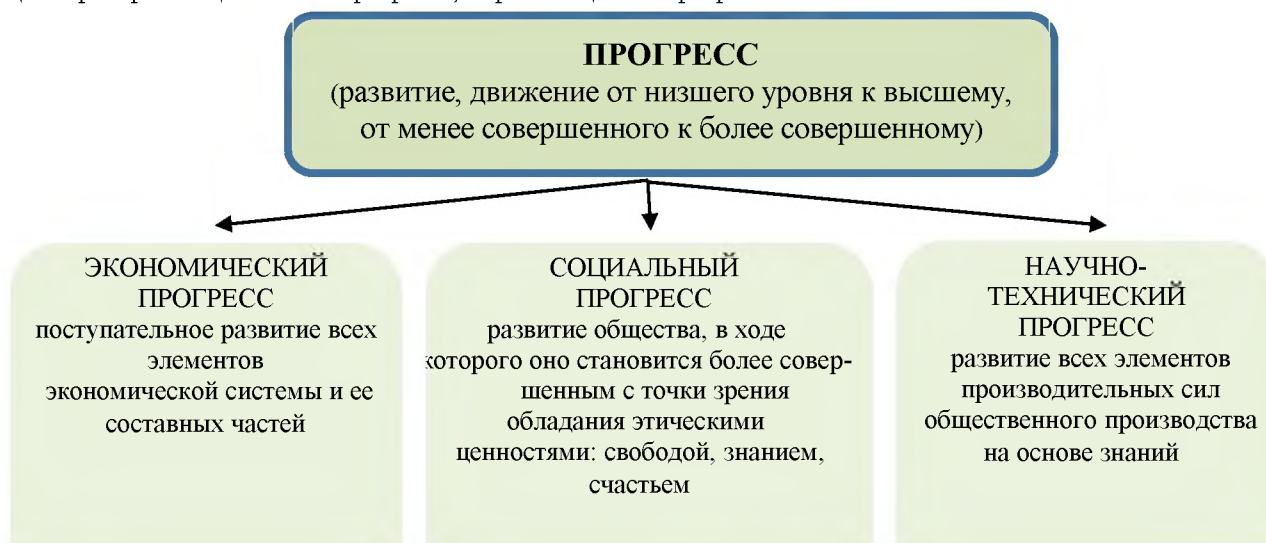 ПРОГРЕСС
(развитие, движение от низшего уровня к высшему,
от менее совершенного к более совершенному)
ЭКОНОМИЧЕСКИЙ
ПРОГРЕСС
поступательное развитие всех
элементов
экономической системы и ее
составных частей
СОЦИАЛЬНЫЙ
ПРОГРЕСС
развитие общества, в ходе
которого оно становится более совер-
шенным с точки зрения
обладания этическими
ценностями: свободой, знанием,
счастьем
НАУЧНО-
ТЕХНИЧЕСКИЙ
ПРОГРЕСС
развитие всех элементов
производительных сил
общественного производства
на основе знаний